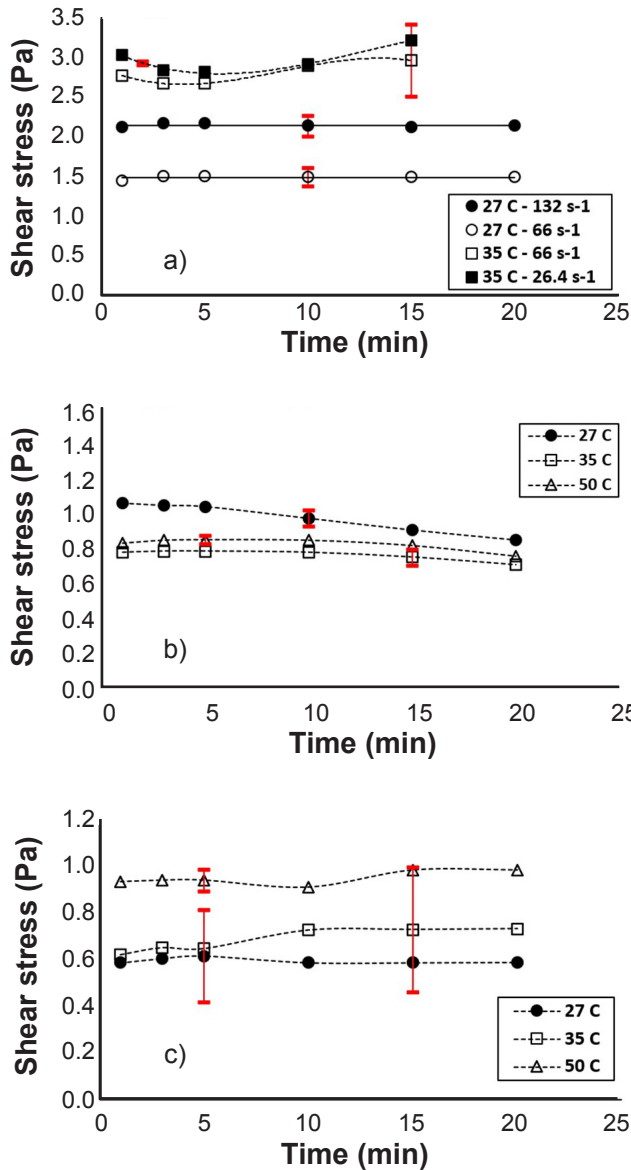 Shear stress (Pa)
3.5
3.0
2.5
2.0
1.5
1.0
0.5
0.0
a)
27 C - 132 s-1
27 C - 66 s-1
35 C - 66 s-1
35 C - 26.4 s-1
0 5 10 15 20 25
Time (min)
Shear stress (Pa)
1.6
1.4
1.2
1.0
0.8
0.6
0.4
0.2
0.0
b)
27 C
35 C
50 C
0 5 10 15 20 25
Time (min)
Shear stress (Pa)
1.2
1.0
0.8
0.6
0.4
0.2
0.0
c)
27 C
35 C
50 C
0 5 10 15 20 25
Time (min)